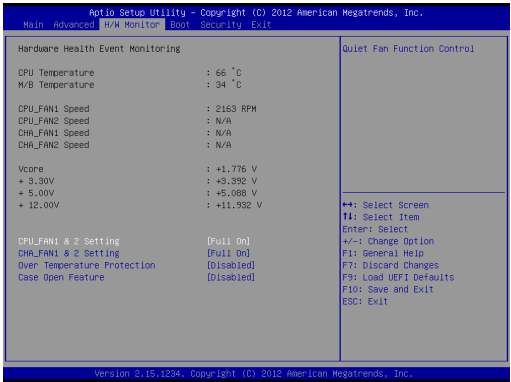 Aptio Setup Utility – Copyright (C) 2012 American Megatrends, Inc.
Main Advanced H/W Monitor Boot Security Exit
Hardware Health Event Monitoring
Quiet Fan Function Control
CPU Temperature : 66 °C
M/B Temperature : 34 °C
CPU_FAN1 Speed : 2163 RPM
CPU_FAN2 Speed : N/A
CHA_FAN1 Speed : N/A
CHA_FAN2 Speed : N/A
Vcore : +1.776 V
+ 3.30V : +3.392 V
+ 5.00V : +5.088 V
+ 12.00V : +11.932 V
CPU_FAN1 & 2 Setting [Full On]
CHA_FAN1 & 2 Setting [Full On]
Over Temperature Protection [Disabled]
Case Open Feature [Disabled]
↔: Select Screen
↑↓: Select Item
Enter: Select
+/-: Change Option
F1: General Help
F7: Discard Changes
F9: Load UEFI Defaults
F10: Save and Exit
ESC: Exit
Version 2.15.1234. Copyright (C) 2012 American Megatrends, Inc.